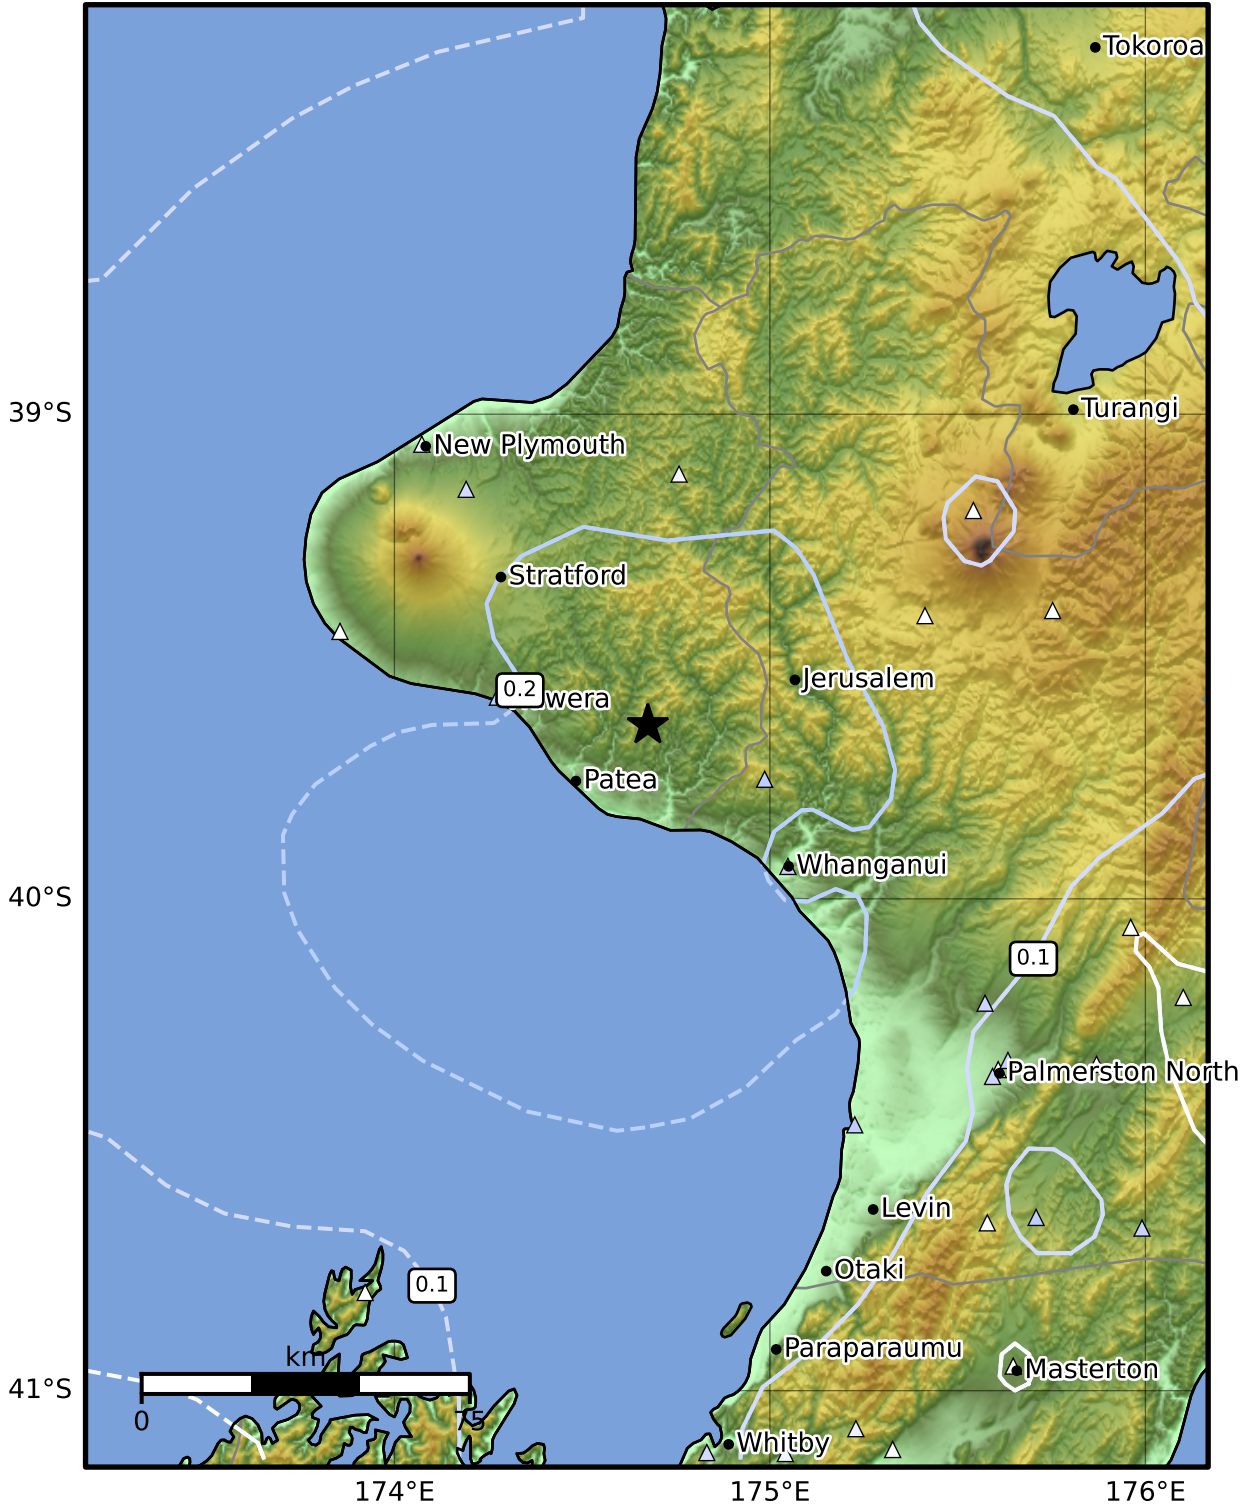 Tokoroa
39°S
Turangi
New Plymouth
Stratford
Jerusalem
0.2
wera
Patea
Whanganui
40°S
0.1
Palmerston North
Levin
Otaki
0.1
Paraparaumu
km
Masterton
41°S
0
75
Whitby
174°E
175°E
176°E